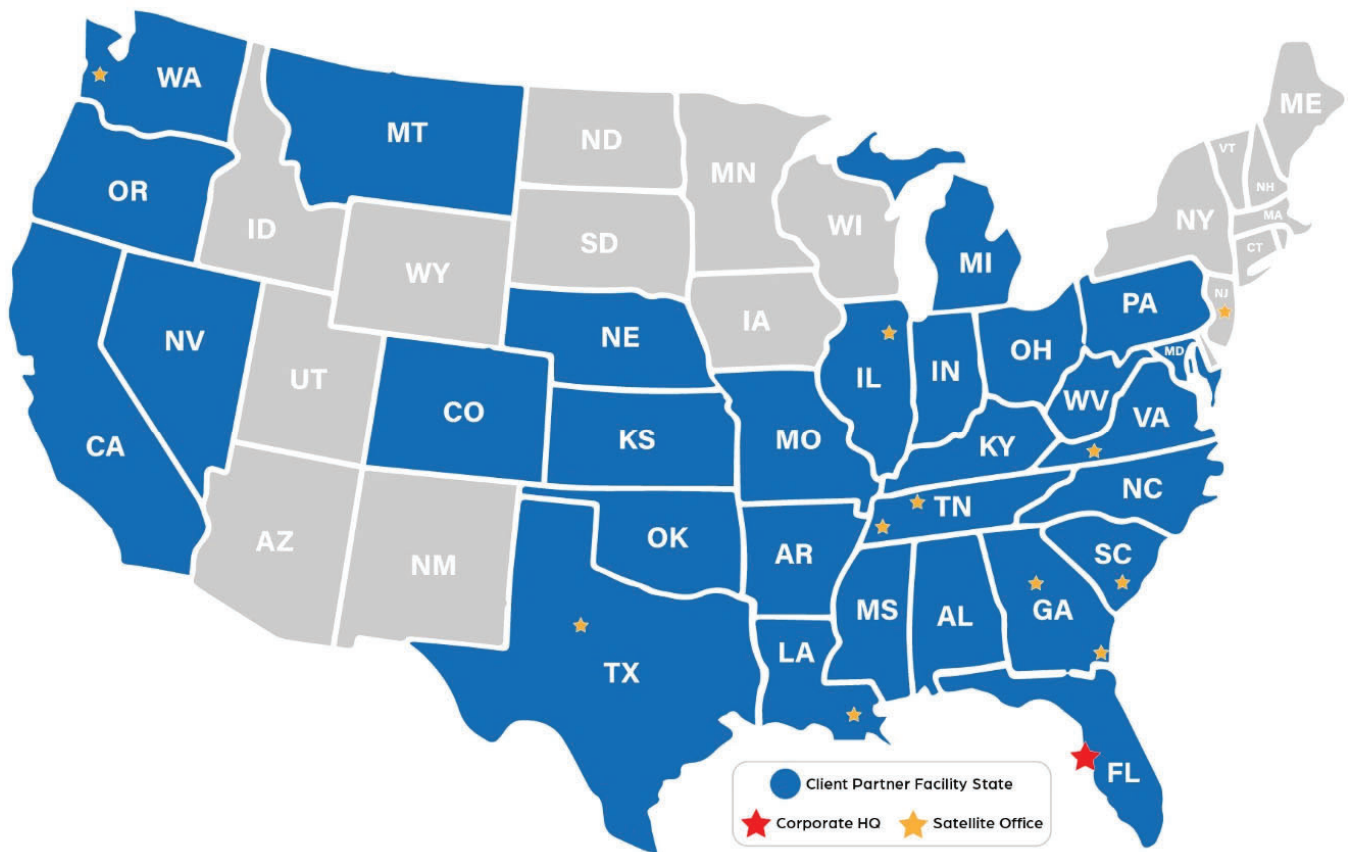 WA
MT
ND
MN
ME
VT
NH
OR
ID
SD
WI
NY
MA
CT
WY
MI
IA
PA
NJ
NV
NE
UT
CO
IL
IN
OH
MD
CA
KS
MO
WV
VA
KY
AZ
NM
OK
AR
TN
NC
SC
TX
MS
AL
GA
LA
FL
Client Partner Facility State
Corporate HQ
Satellite Office